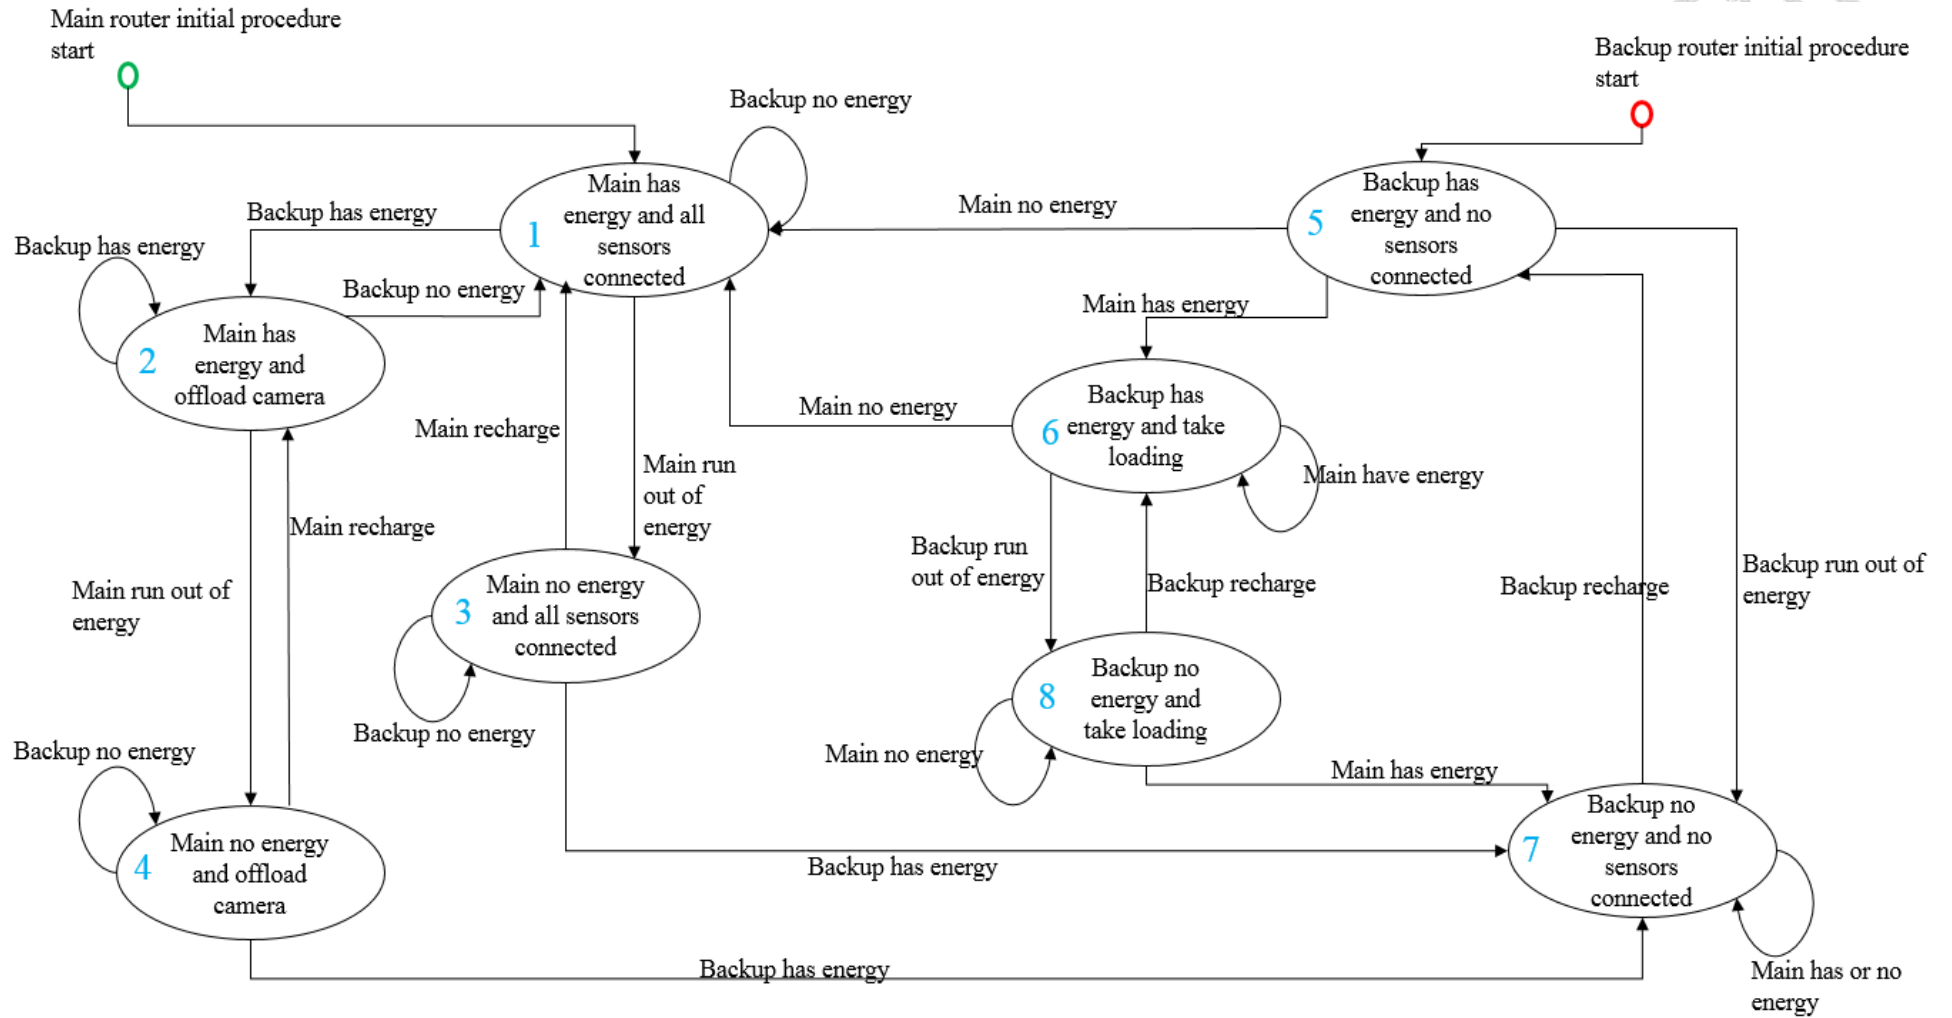 Main router initial procedure
start
Backup router initial procedure
start
Backup no energy
Main has
energy and all
sensors
connected
1
Backup has
energy and no
sensors
connected
5
Main no energy
Backup has energy
Backup has energy
Backup no energy
Main has energy
Main has
energy and
offload camera
2
Backup has
energy and take
loading
6
Main no energy
Main recharge
Main run
out of
energy
Main have energy
Main recharge
Backup run
out of energy
Backup recharge
Backup recharge
Backup run out of
energy
Main run out of
energy
Main no energy
and all sensors
connected
3
Backup no
energy and
take loading
8
Backup no energy
Main no energy
Backup no energy
Main has energy
Main no energy
and offload
camera
4
Backup no
energy and no
sensors
connected
7
Backup has energy
Backup has energy
Main has or no
energy